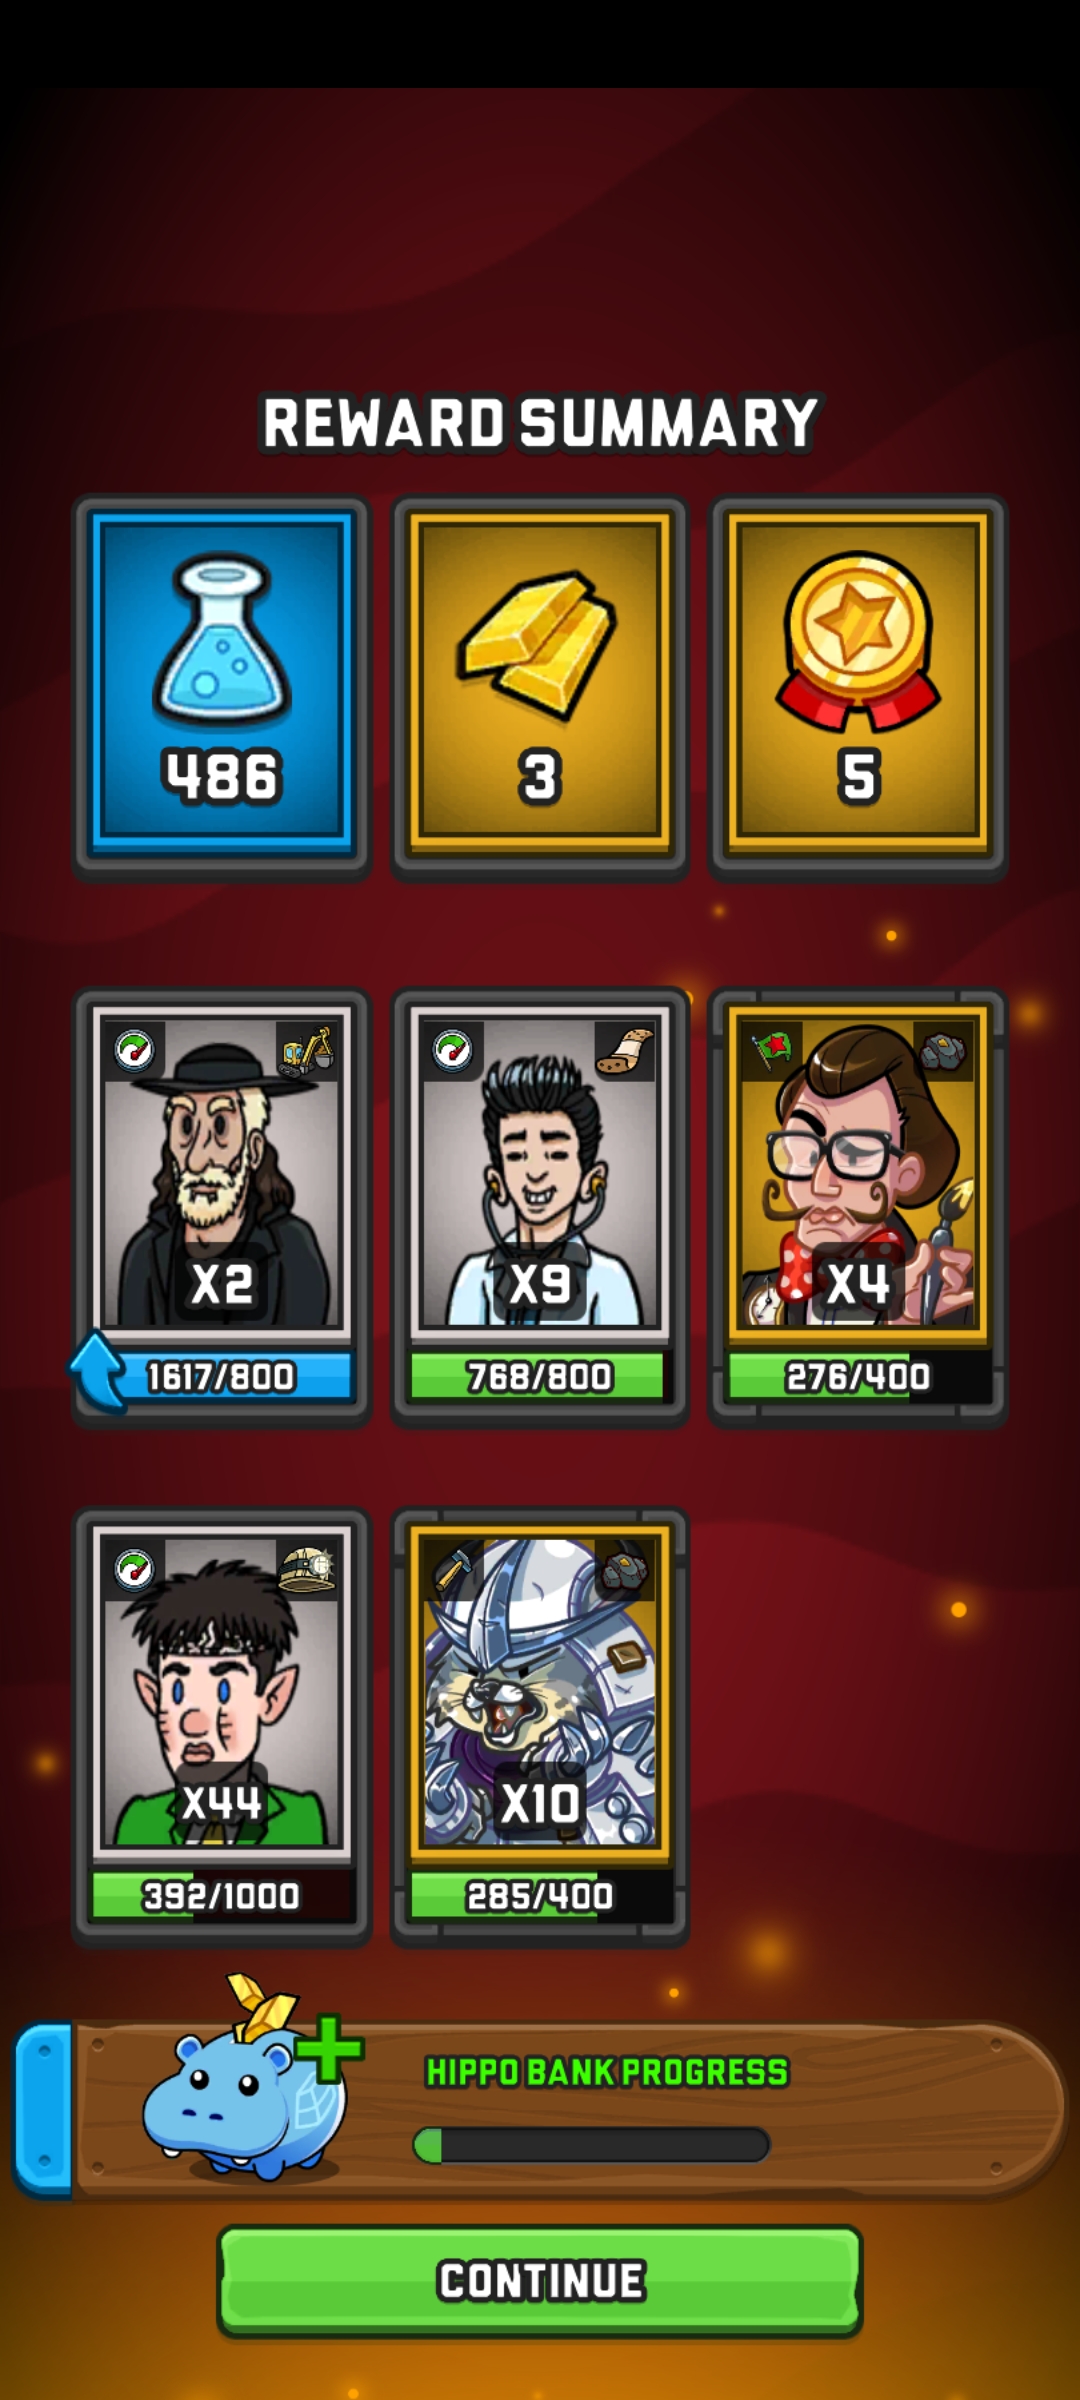 REWARD SUMMARY
486
3
5
X2
X9
X4
1617/800
768/800
276/400
X44
X10
392/1000
285/400
HIPPO BANK PROGRESS
CONTINUE